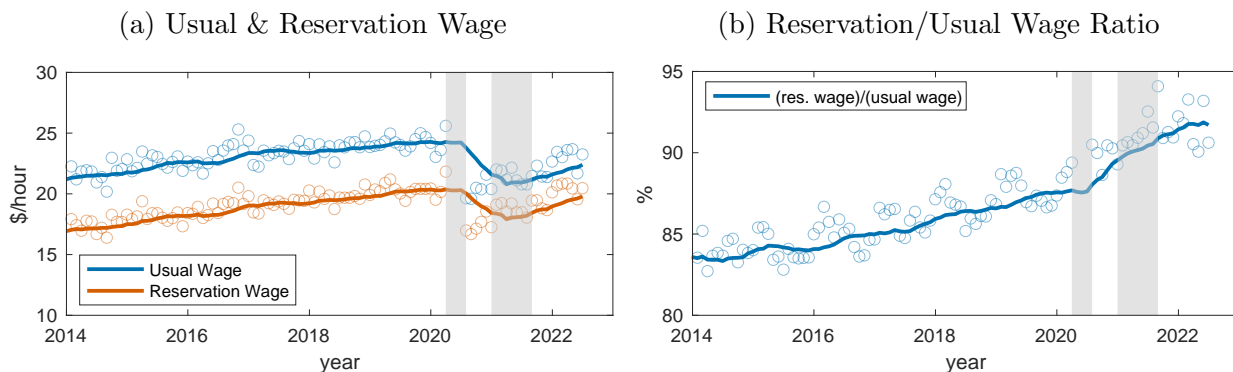 (a) Usual & Reservation Wage
30
25
20
15
10
$/hour
Usual Wage
Reservation Wage
2014
2016
2018
2020
2022
year
(b) Reservation/Usual Wage Ratio
95
90
85
80
%
(res. wage)/(usual wage)
2014
2016
2018
2020
2022
year